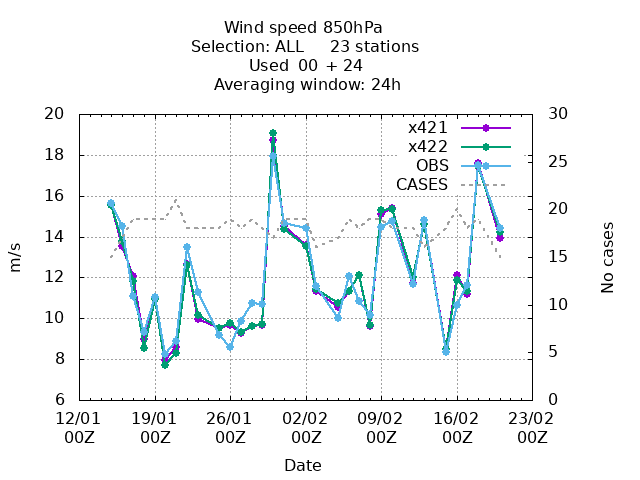 Wind speed 850hPa
Selection: ALL 23 stations
Used 00 + 24
Averaging window: 24h
x421
x422
OBS
CASES
20
18
16
14
12
10
8
6
m/s
30
25
20
15
10
5
0
No cases
12/01 19/01 26/01 02/02 09/02 16/02 23/02
00Z 00Z 00Z 00Z 00Z 00Z 00Z
Date